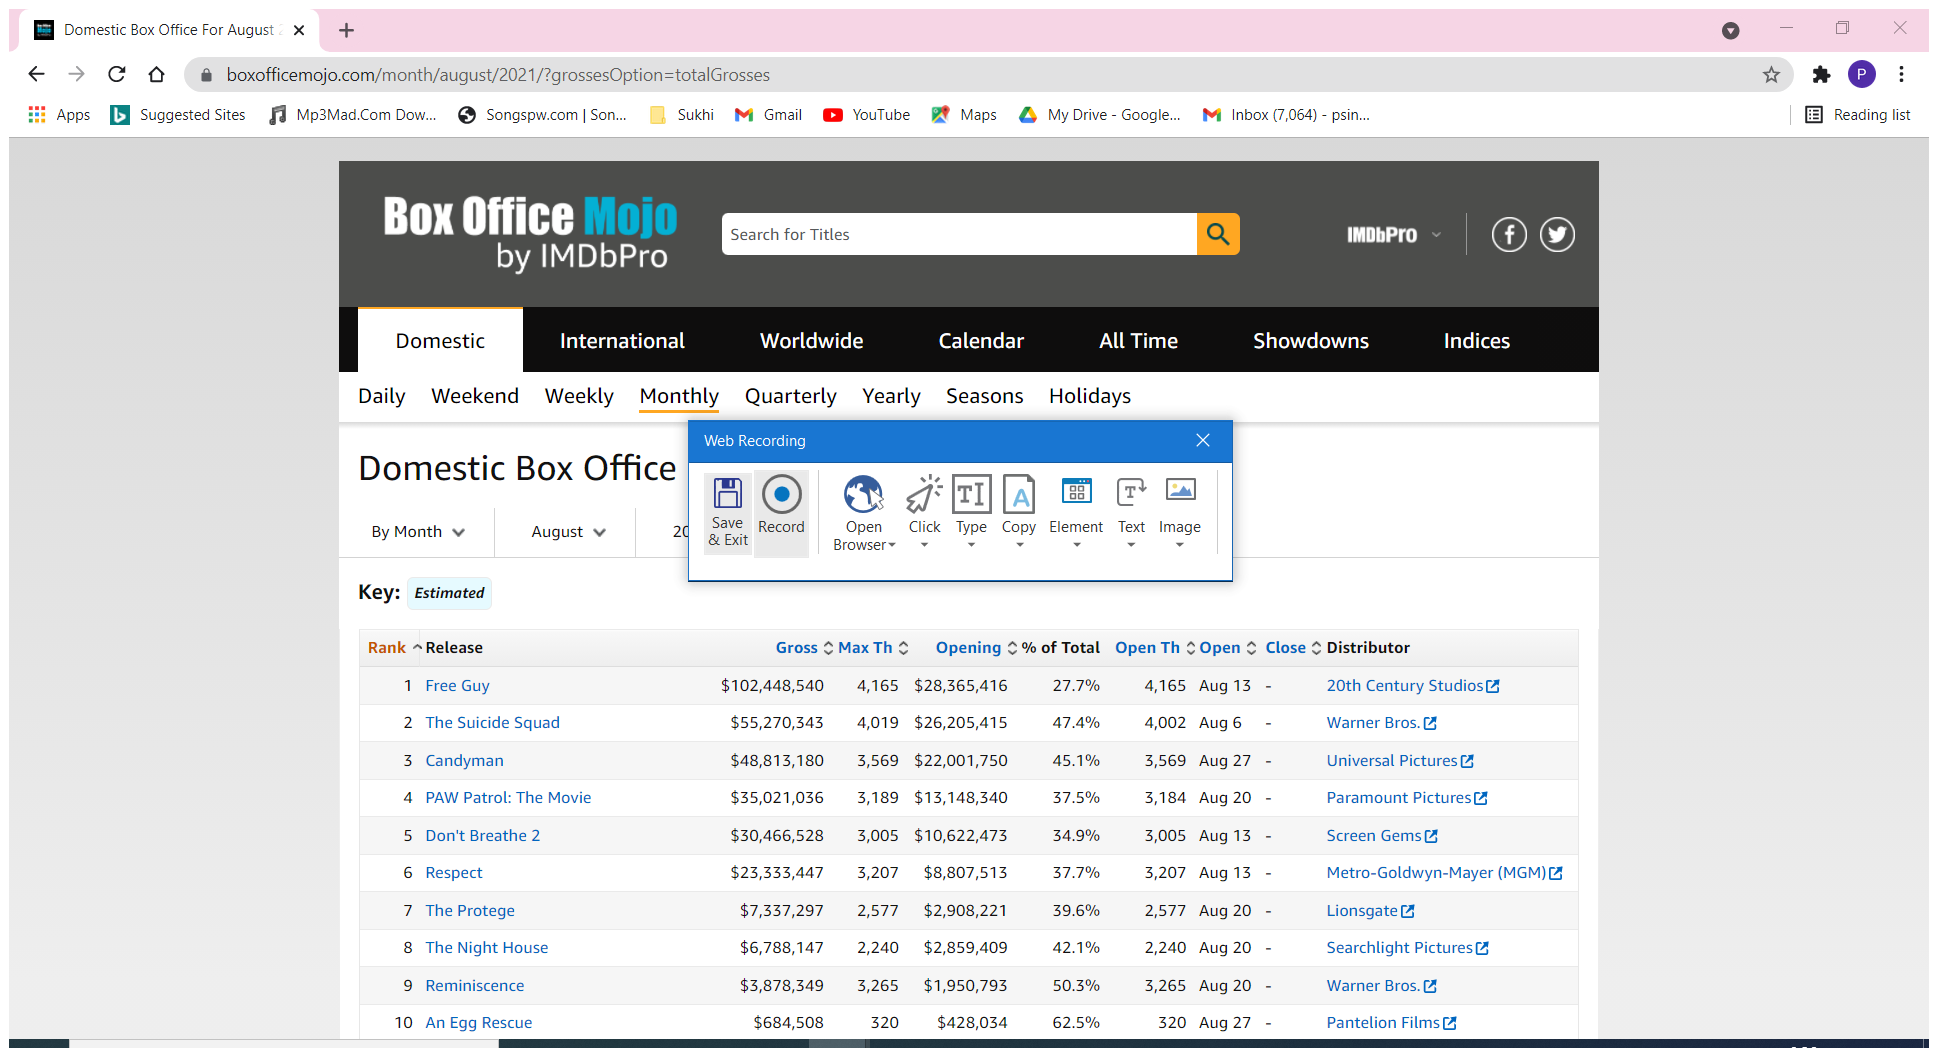 Domestic Box Office For August 2
boxofficemojo.com/month/august/2021/?grossesOption=totalGrosses
P
Apps Suggested Sites Mp3Mad.Com Dow... Songspw.com | Son... Sukhi Gmail YouTube Maps My Drive - Google... Inbox (7,064) - psin... Reading list
Box Office Mojo
by IMDbPro
Search for Titles
IMDbPro
Domestic International Worldwide Calendar All Time Showdowns Indices
Daily Weekend Weekly Monthly Quarterly Yearly Seasons Holidays
Domestic Box Office
By Month August 20
Web Recording
Save & Exit Record Open Browser Click Type Copy Element Text Image
Key: Estimated
Rank Release Gross Max Th Opening % of Total Open Th Open Close Distributor
1 Free Guy $102,448,540 4,165 $28,365,416 27.7% 4,165 Aug 13 - 20th Century Studios
2 The Suicide Squad $55,270,343 4,019 $26,205,415 47.4% 4,002 Aug 6 - Warner Bros.
3 Candyman $48,813,180 3,569 $22,001,750 45.1% 3,569 Aug 27 - Universal Pictures
4 PAW Patrol: The Movie $35,021,036 3,189 $13,148,340 37.5% 3,184 Aug 20 - Paramount Pictures
5 Don't Breathe 2 $30,466,528 3,005 $10,622,473 34.9% 3,005 Aug 13 - Screen Gems
6 Respect $23,333,447 3,207 $8,807,513 37.7% 3,207 Aug 13 - Metro-Goldwyn-Mayer (MGM)
7 The Protege $7,337,297 2,577 $2,908,221 39.6% 2,577 Aug 20 - Lionsgate
8 The Night House $6,788,147 2,240 $2,859,409 42.1% 2,240 Aug 20 - Searchlight Pictures
9 Reminiscence $3,878,349 3,265 $1,950,793 50.3% 3,265 Aug 20 - Warner Bros.
10 An Egg Rescue $684,508 320 $428,034 62.5% 320 Aug 27 - Pantelion Films